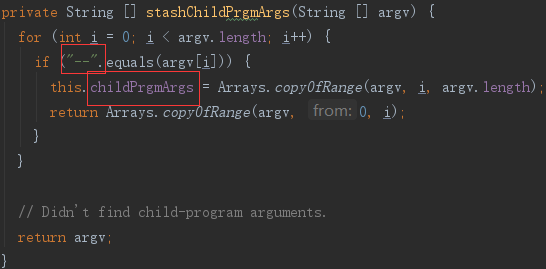 private String [] stashChildPrgmArgs(String [] argv) {
for (int i = 0; i < argv.length; i++) {
if ("--".equals(argv[i])) {
this.childPrgmArgs = Arrays.copyOfRange(argv, i, argv.length);
return Arrays.copyOfRange(argv, from: 0, i);
}
}
// Didn't find child-program arguments.
return argv;
}